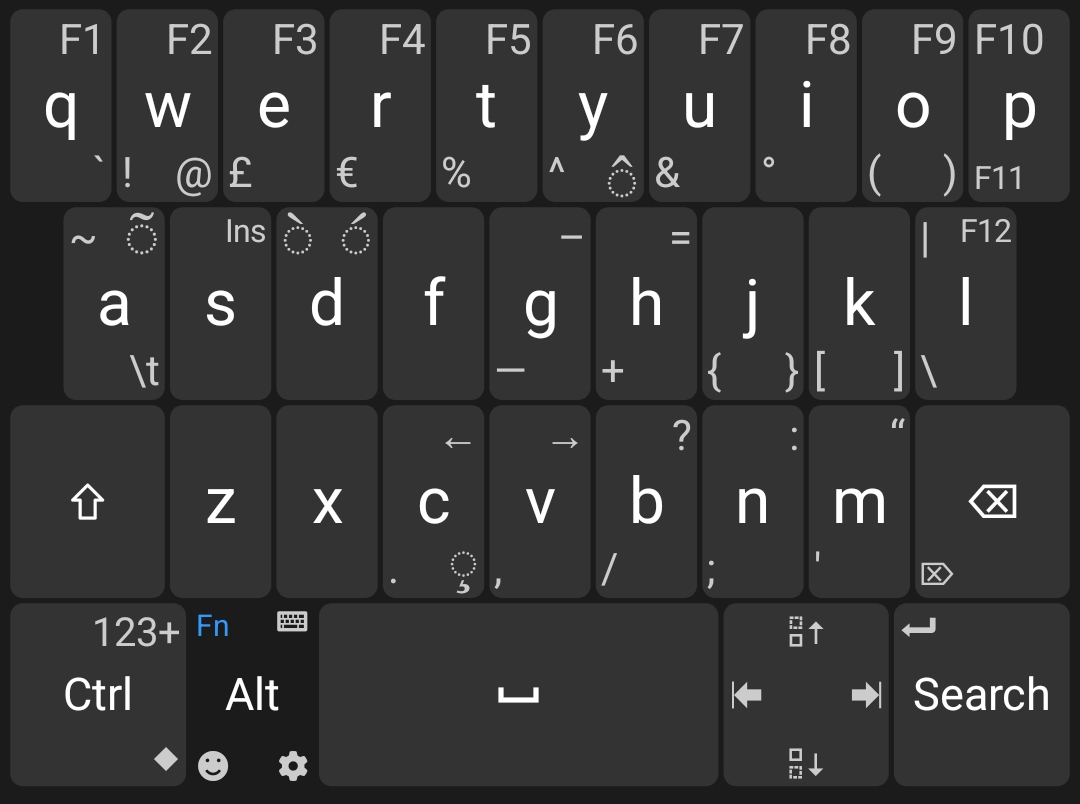 F1 F2 F3 F4 F5 F6 F7 F8 F9 F10
q w e r t y u i o p
` ! @ £ € % ^ ◌̂ & ° ( ) F11
~ ◌̃ Ins ◌̀ ◌́ – = | F12
a s d f g h j k l
\t — + { } [ ] \
← → ? : “
⇧ z x c v b n m ⌫
. ◌̧ , / ; ' ⌦
123+ Fn ↑ ↵
Ctrl Alt ⎵ ⇤ ⇥ Search
◆ ↓